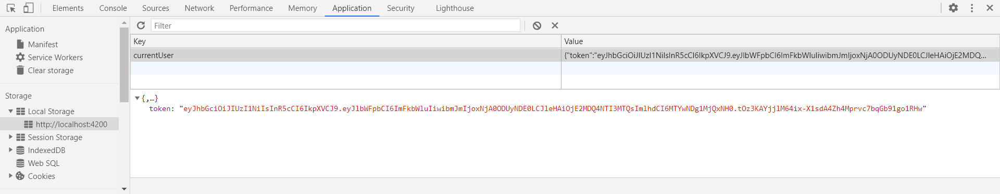 Elements Console Sources Network Performance Memory Application Security Lighthouse
Application
Manifest
Service Workers
Clear storage
Storage
Local Storage
http://localhost:4200
Session Storage
IndexedDB
Web SQL
Cookies
Filter
Key Value
currentUser {"token":"eyJhbGciOiJIUzI1NiIsInR5cCI6IkpXVCJ9.eyJlbWFpbCI6ImFkbWluIiwibmJmIjoxNjA0ODUyNDE0LCJleHAiOjE2MDQ...
{,…}
token: "eyJhbGciOiJIUzI1NiIsInR5cCI6IkpXVCJ9.eyJlbWFpbCI6ImFkbWluIiwibmJmIjoxNjA0ODUyNDE0LCJleHAiOjE2MDQ4NTI3MTQsImlhdCI6MTYwNDg1MjQxNH0.tOz3KAYjjlM64ix-X1sdA4Zh4Mprvc7bqGb91go1RHw"